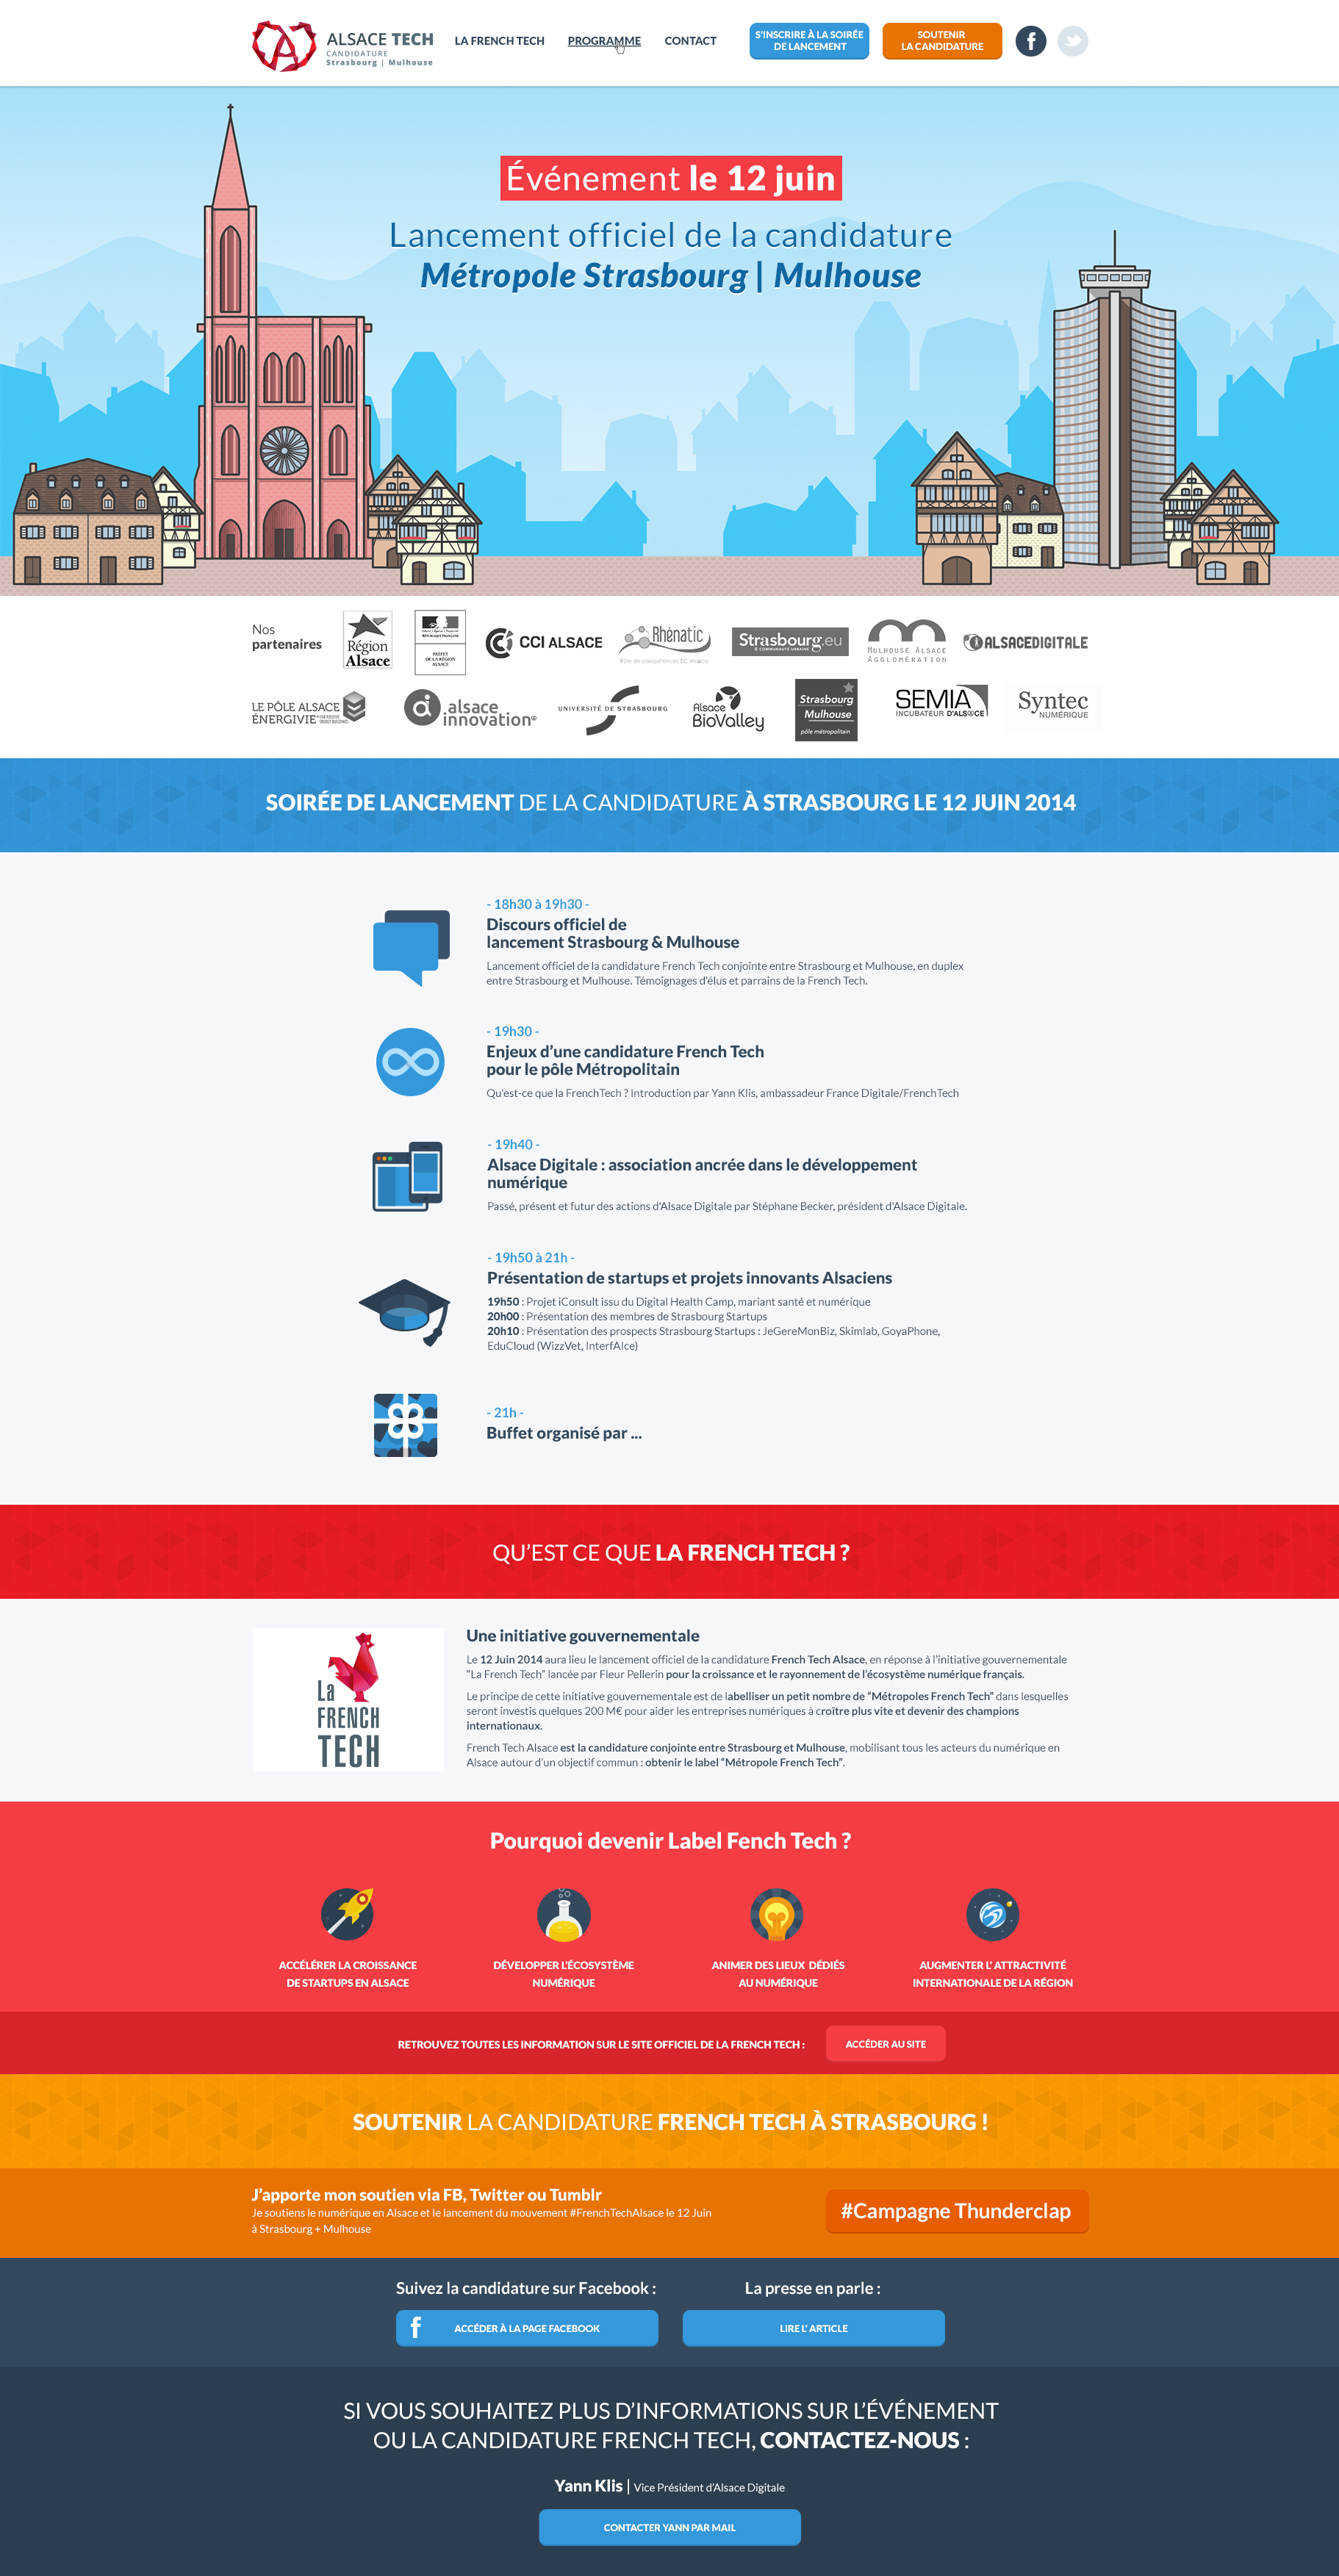 ALSACE TECH
CANDIDATURE
Strasbourg | Mulhouse
LA FRENCH TECH
PROGRAMME
CONTACT
S'INSCRIRE À LA SOIRÉE
DE LANCEMENT
SOUTENIR
LA CANDIDATURE
Événement le 12 juin
Lancement officiel de la candidature
Métropole Strasbourg | Mulhouse
Nos
partenaires
Région
Alsace
PRÉFET
DE LA RÉGION
ALSACE
CCI ALSACE
Rhénatic
Pôle de compétences TIC Alsace
Strasbourg.eu
& COMMUNAUTÉ URBAINE
MULHOUSE ALSACE
AGGLOMÉRATION
ALSACEDIGITALE
LE PÔLE ALSACE
ÉNERGIVIE
alsace
innovation
UNIVERSITÉ DE STRASBOURG
Alsace
BioValley
Strasbourg
Mulhouse
pôle métropolitain
SEMIA
INCUBATEUR D'ALSACE
Syntec
NUMÉRIQUE
SOIRÉE DE LANCEMENT DE LA CANDIDATURE À STRASBOURG LE 12 JUIN 2014
- 18h30 à 19h30 -
Discours officiel de
lancement Strasbourg & Mulhouse
Lancement officiel de la candidature French Tech conjointe entre Strasbourg et Mulhouse, en duplex
entre Strasbourg et Mulhouse. Témoignages d'élus et parrains de la French Tech.
- 19h30 -
Enjeux d'une candidature French Tech
pour le pôle Métropolitain
Qu'est-ce que la FrenchTech ? Introduction par Yann Klis, ambassadeur France Digitale/FrenchTech
- 19h40 -
Alsace Digitale : association ancrée dans le développement
numérique
Passé, présent et futur des actions d'Alsace Digitale par Stéphane Becker, président d'Alsace Digitale.
- 19h50 à 21h -
Présentation de startups et projets innovants Alsaciens
19h50 : Projet iConsult issu du Digital Health Camp, mariant santé et numérique
20h00 : Présentation des membres de Strasbourg Startups
20h10 : Présentation des prospects Strasbourg Startups : JeGereMonBiz, Skimlab, GoyaPhone,
EduCloud (WizzVet, InterfAIce)
- 21h -
Buffet organisé par ...
QU'EST CE QUE LA FRENCH TECH ?
La
FRENCH
TECH
Une initiative gouvernementale
Le 12 Juin 2014 aura lieu le lancement officiel de la candidature French Tech Alsace, en réponse à l'initiative gouvernementale
"La French Tech" lancée par Fleur Pellerin pour la croissance et le rayonnement de l'écosystème numérique français.
Le principe de cette initiative gouvernementale est de labelliser un petit nombre de "Métropoles French Tech" dans lesquelles
seront investis quelques 200 M€ pour aider les entreprises numériques à croître plus vite et devenir des champions
internationaux.
French Tech Alsace est la candidature conjointe entre Strasbourg et Mulhouse, mobilisant tous les acteurs du numérique en
Alsace autour d'un objectif commun : obtenir le label "Métropole French Tech".
Pourquoi devenir Label Fench Tech ?
ACCÉLÉRER LA CROISSANCE
DE STARTUPS EN ALSACE
DÉVELOPPER L'ÉCOSYSTÈME
NUMÉRIQUE
ANIMER DES LIEUX DÉDIÉS
AU NUMÉRIQUE
AUGMENTER L' ATTRACTIVITÉ
INTERNATIONALE DE LA RÉGION
RETROUVEZ TOUTES LES INFORMATION SUR LE SITE OFFICIEL DE LA FRENCH TECH :
ACCÉDER AU SITE
SOUTENIR LA CANDIDATURE FRENCH TECH À STRASBOURG !
J'apporte mon soutien via FB, Twitter ou Tumblr
Je soutiens le numérique en Alsace et le lancement du mouvement #FrenchTechAlsace le 12 Juin
à Strasbourg + Mulhouse
#Campagne Thunderclap
Suivez la candidature sur Facebook :
ACCÉDER À LA PAGE FACEBOOK
La presse en parle :
LIRE L' ARTICLE
SI VOUS SOUHAITEZ PLUS D'INFORMATIONS SUR L'ÉVÉNEMENT
OU LA CANDIDATURE FRENCH TECH, CONTACTEZ-NOUS :
Yann Klis | Vice Président d'Alsace Digitale
CONTACTER YANN PAR MAIL